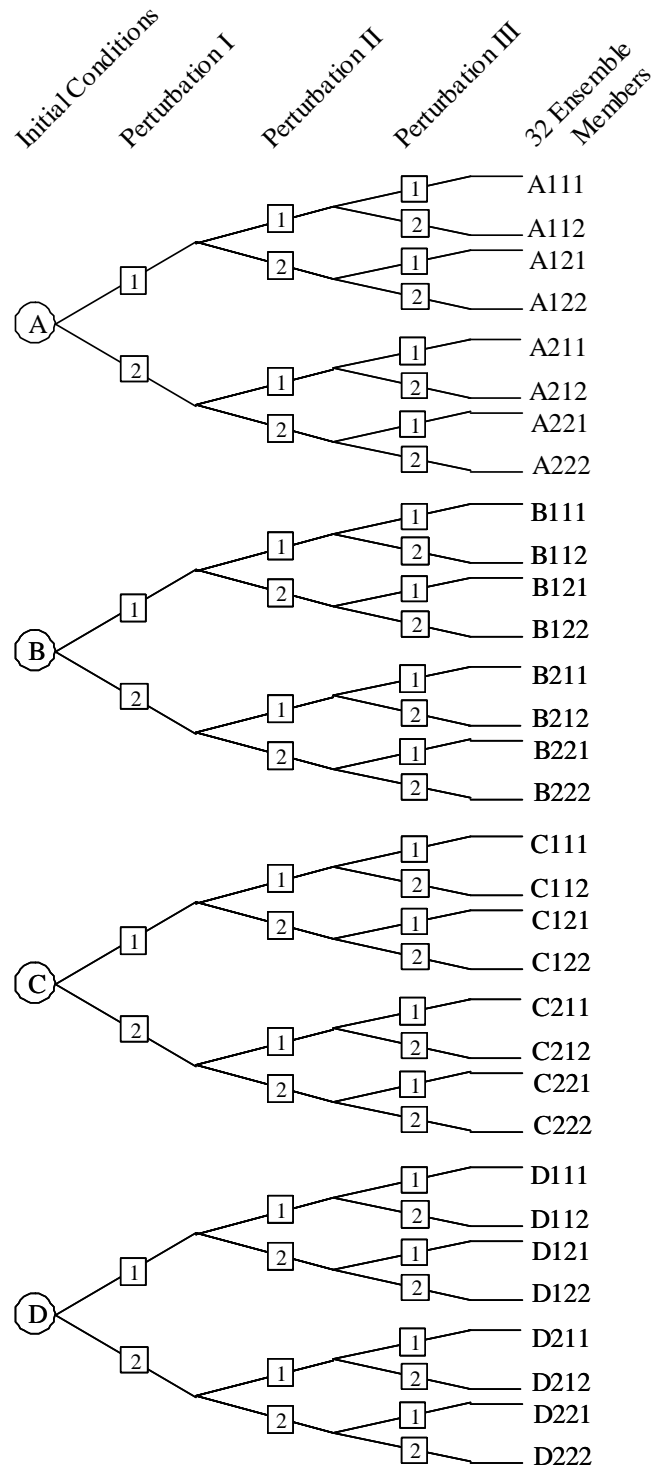 Initial Conditions
Perturbation I
Perturbation II
Perturbation III
32 Ensemble
Members
1 A111
1
2 A112
1
1 A121
2
2 A122
A
1 A211
2
1
2 A212
1 A221
2
2 A222
1 B111
1
2 B112
1
1 B121
2
2 B122
B
1 B211
2
1
2 B212
1 B221
2
2 B222
1 C111
1
2 C112
1
1 C121
2
2 C122
C
1 C211
2
1
2 C212
1 C221
2
2 C222
1 D111
1
2 D112
1
1 D121
2
2 D122
D
1 D211
2
1
2 D212
1 D221
2
2 D222